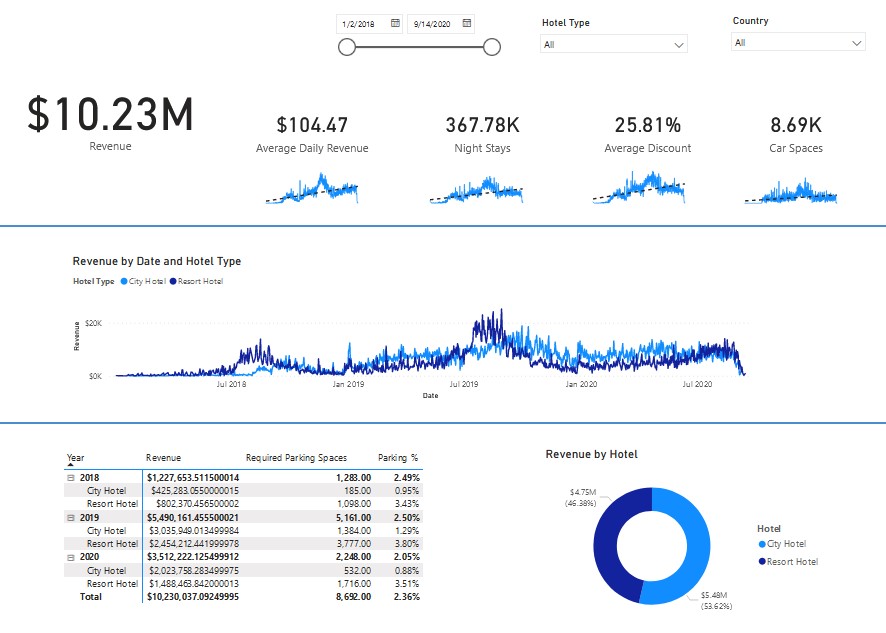 1/2/2018 9/14/2020
Hotel Type
All
Country
All
$10.23M
Revenue
$104.47
Average Daily Revenue
367.78K
Night Stays
25.81%
Average Discount
8.69K
Car Spaces
Revenue by Date and Hotel Type
Hotel Type City Hotel Resort Hotel
Revenue
$20K
$0K
Jul 2018 Jan 2019 Jul 2019 Jan 2020 Jul 2020
Date
Year Revenue Required Parking Spaces Parking %
2018 $1,227,653.511500014 1,283.00 2.49%
City Hotel $425,283.0550000015 185.00 0.95%
Resort Hotel $802,370.456500002 1,098.00 3.43%
2019 $5,490,161.455500021 5,161.00 2.50%
City Hotel $3,035,949.013499984 1,384.00 1.29%
Resort Hotel $2,454,212.441999978 3,777.00 3.80%
2020 $3,512,222.125499912 2,248.00 2.05%
City Hotel $2,023,758.283499975 532.00 0.88%
Resort Hotel $1,488,463.842000013 1,716.00 3.51%
Total $10,230,037.09249995 8,692.00 2.36%
Revenue by Hotel
$4.75M
(46.38%)
$5.48M
(53.62%)
Hotel
City Hotel
Resort Hotel